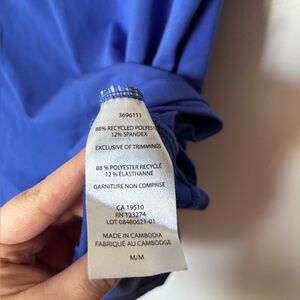 3696111
88% RECYCLED POLYEST
12% SPANDEX
EXCLUSIVE OF TRIMMINGS
88 % POLYESTER RECYCLÉ
12 % ÉLASTHANNE
GARNITURE NON COMPRISE
CA 19510
RN 123274
LOT 08480621-01
MADE IN CAMBODIA
FABRIQUÉ AU CAMBODGE
M/M